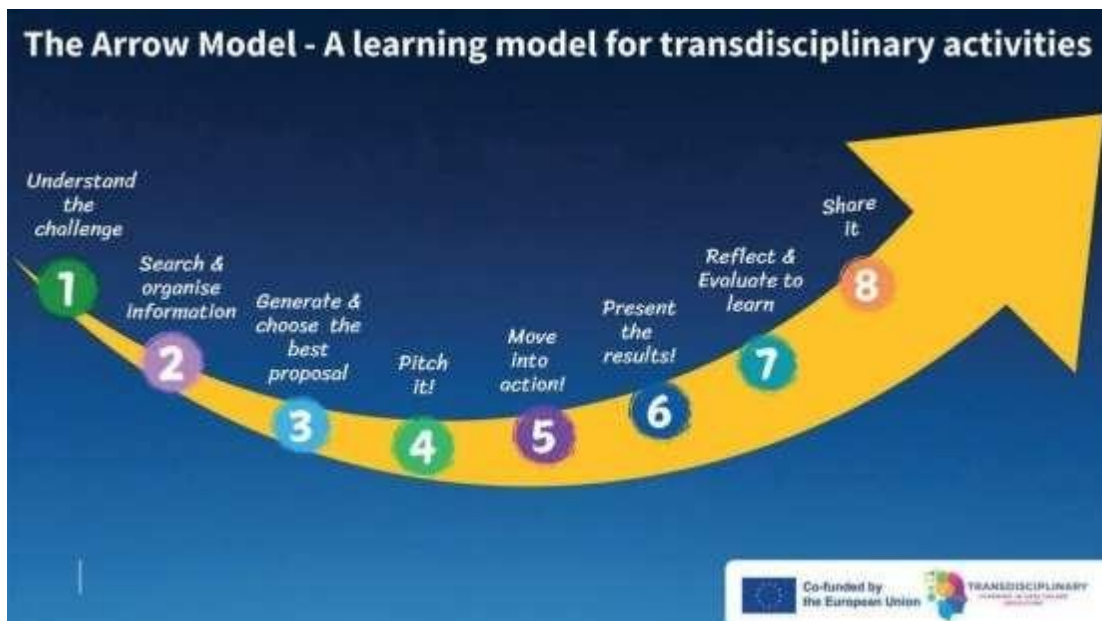 The Arrow Model - A learning model for transdisciplinary activities
Understand
the
challenge
1
Search &
organise
information
2
Generate &
choose the
best
proposal
3
Pitch
it!
4
Move
into
action!
5
Present
the
results!
6
Reflect &
Evaluate to
learn
7
Share
it
8
Co-funded by
the European Union
TRANSDISCIPLINARY